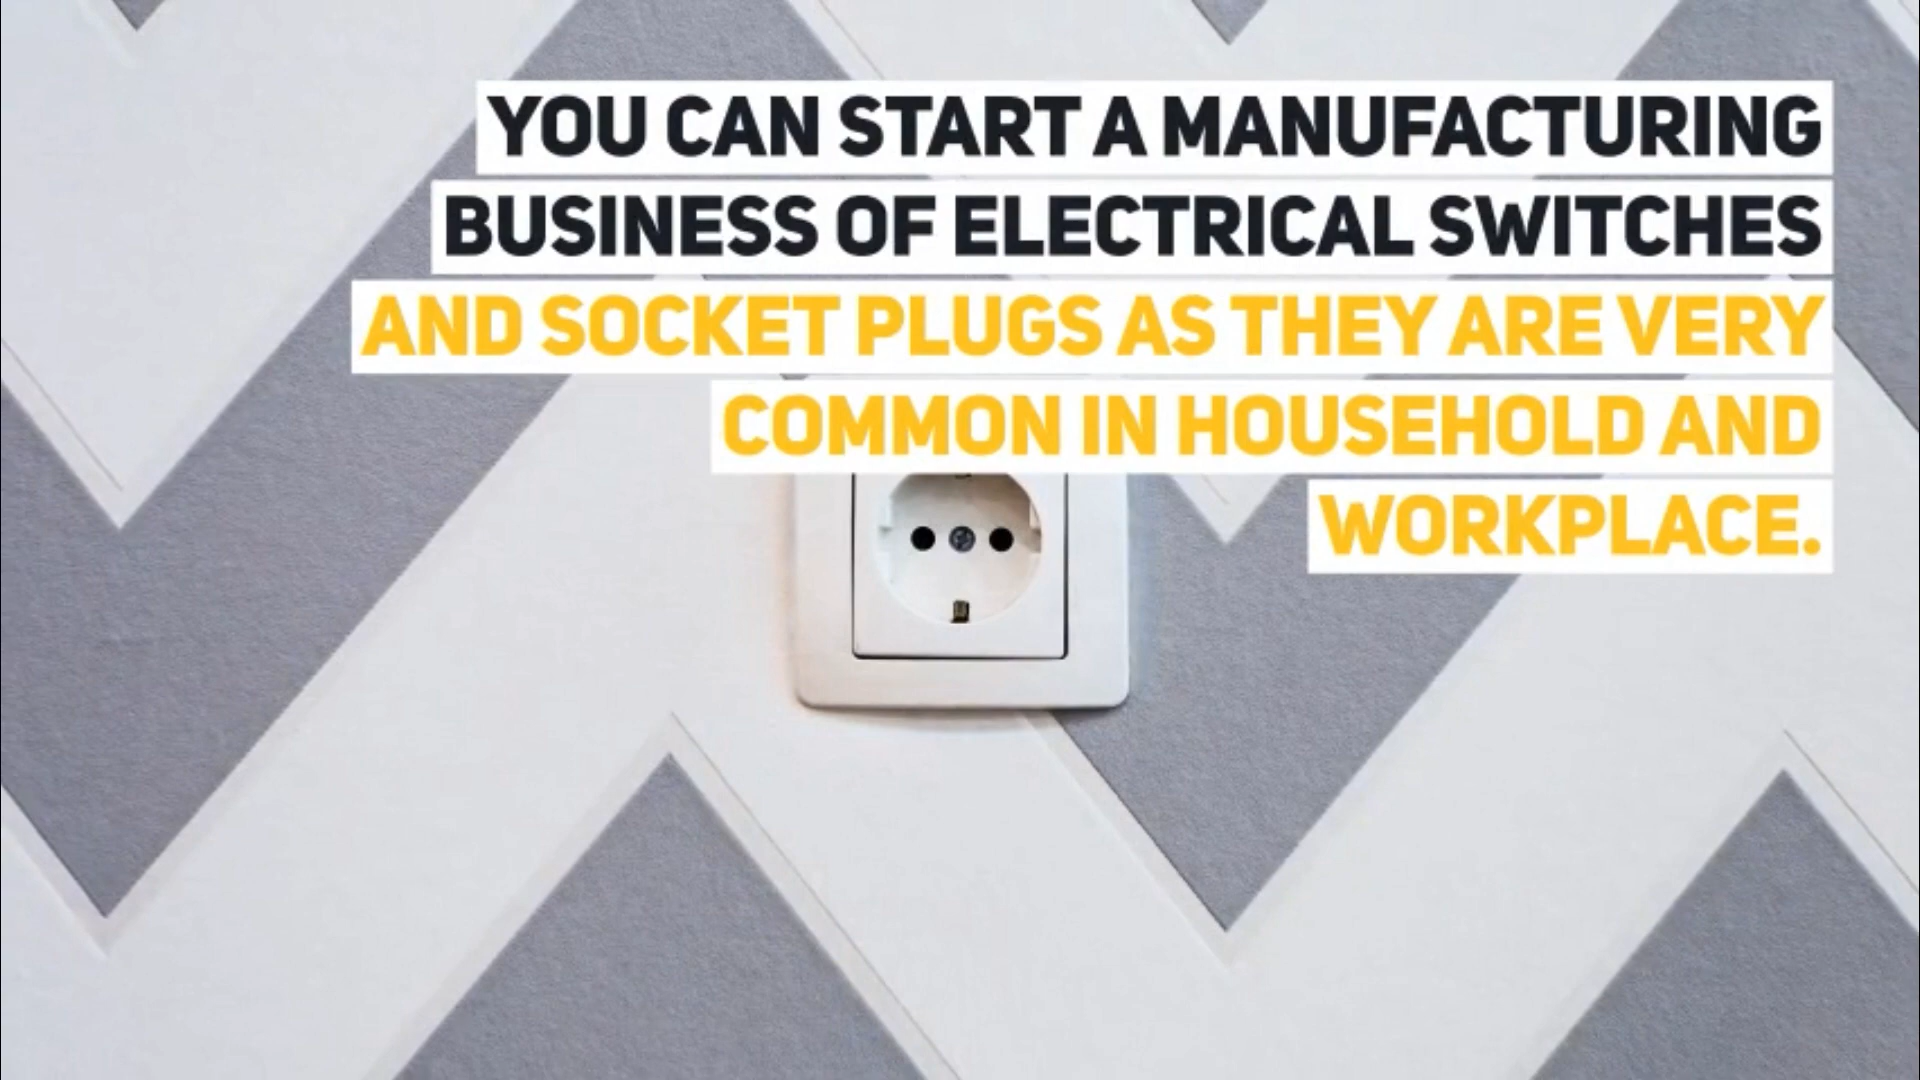 YOU CAN START A MANUFACTURING
BUSINESS OF ELECTRICAL SWITCHES
AND SOCKET PLUGS AS THEY ARE VERY
COMMON IN HOUSEHOLD AND
WORKPLACE.